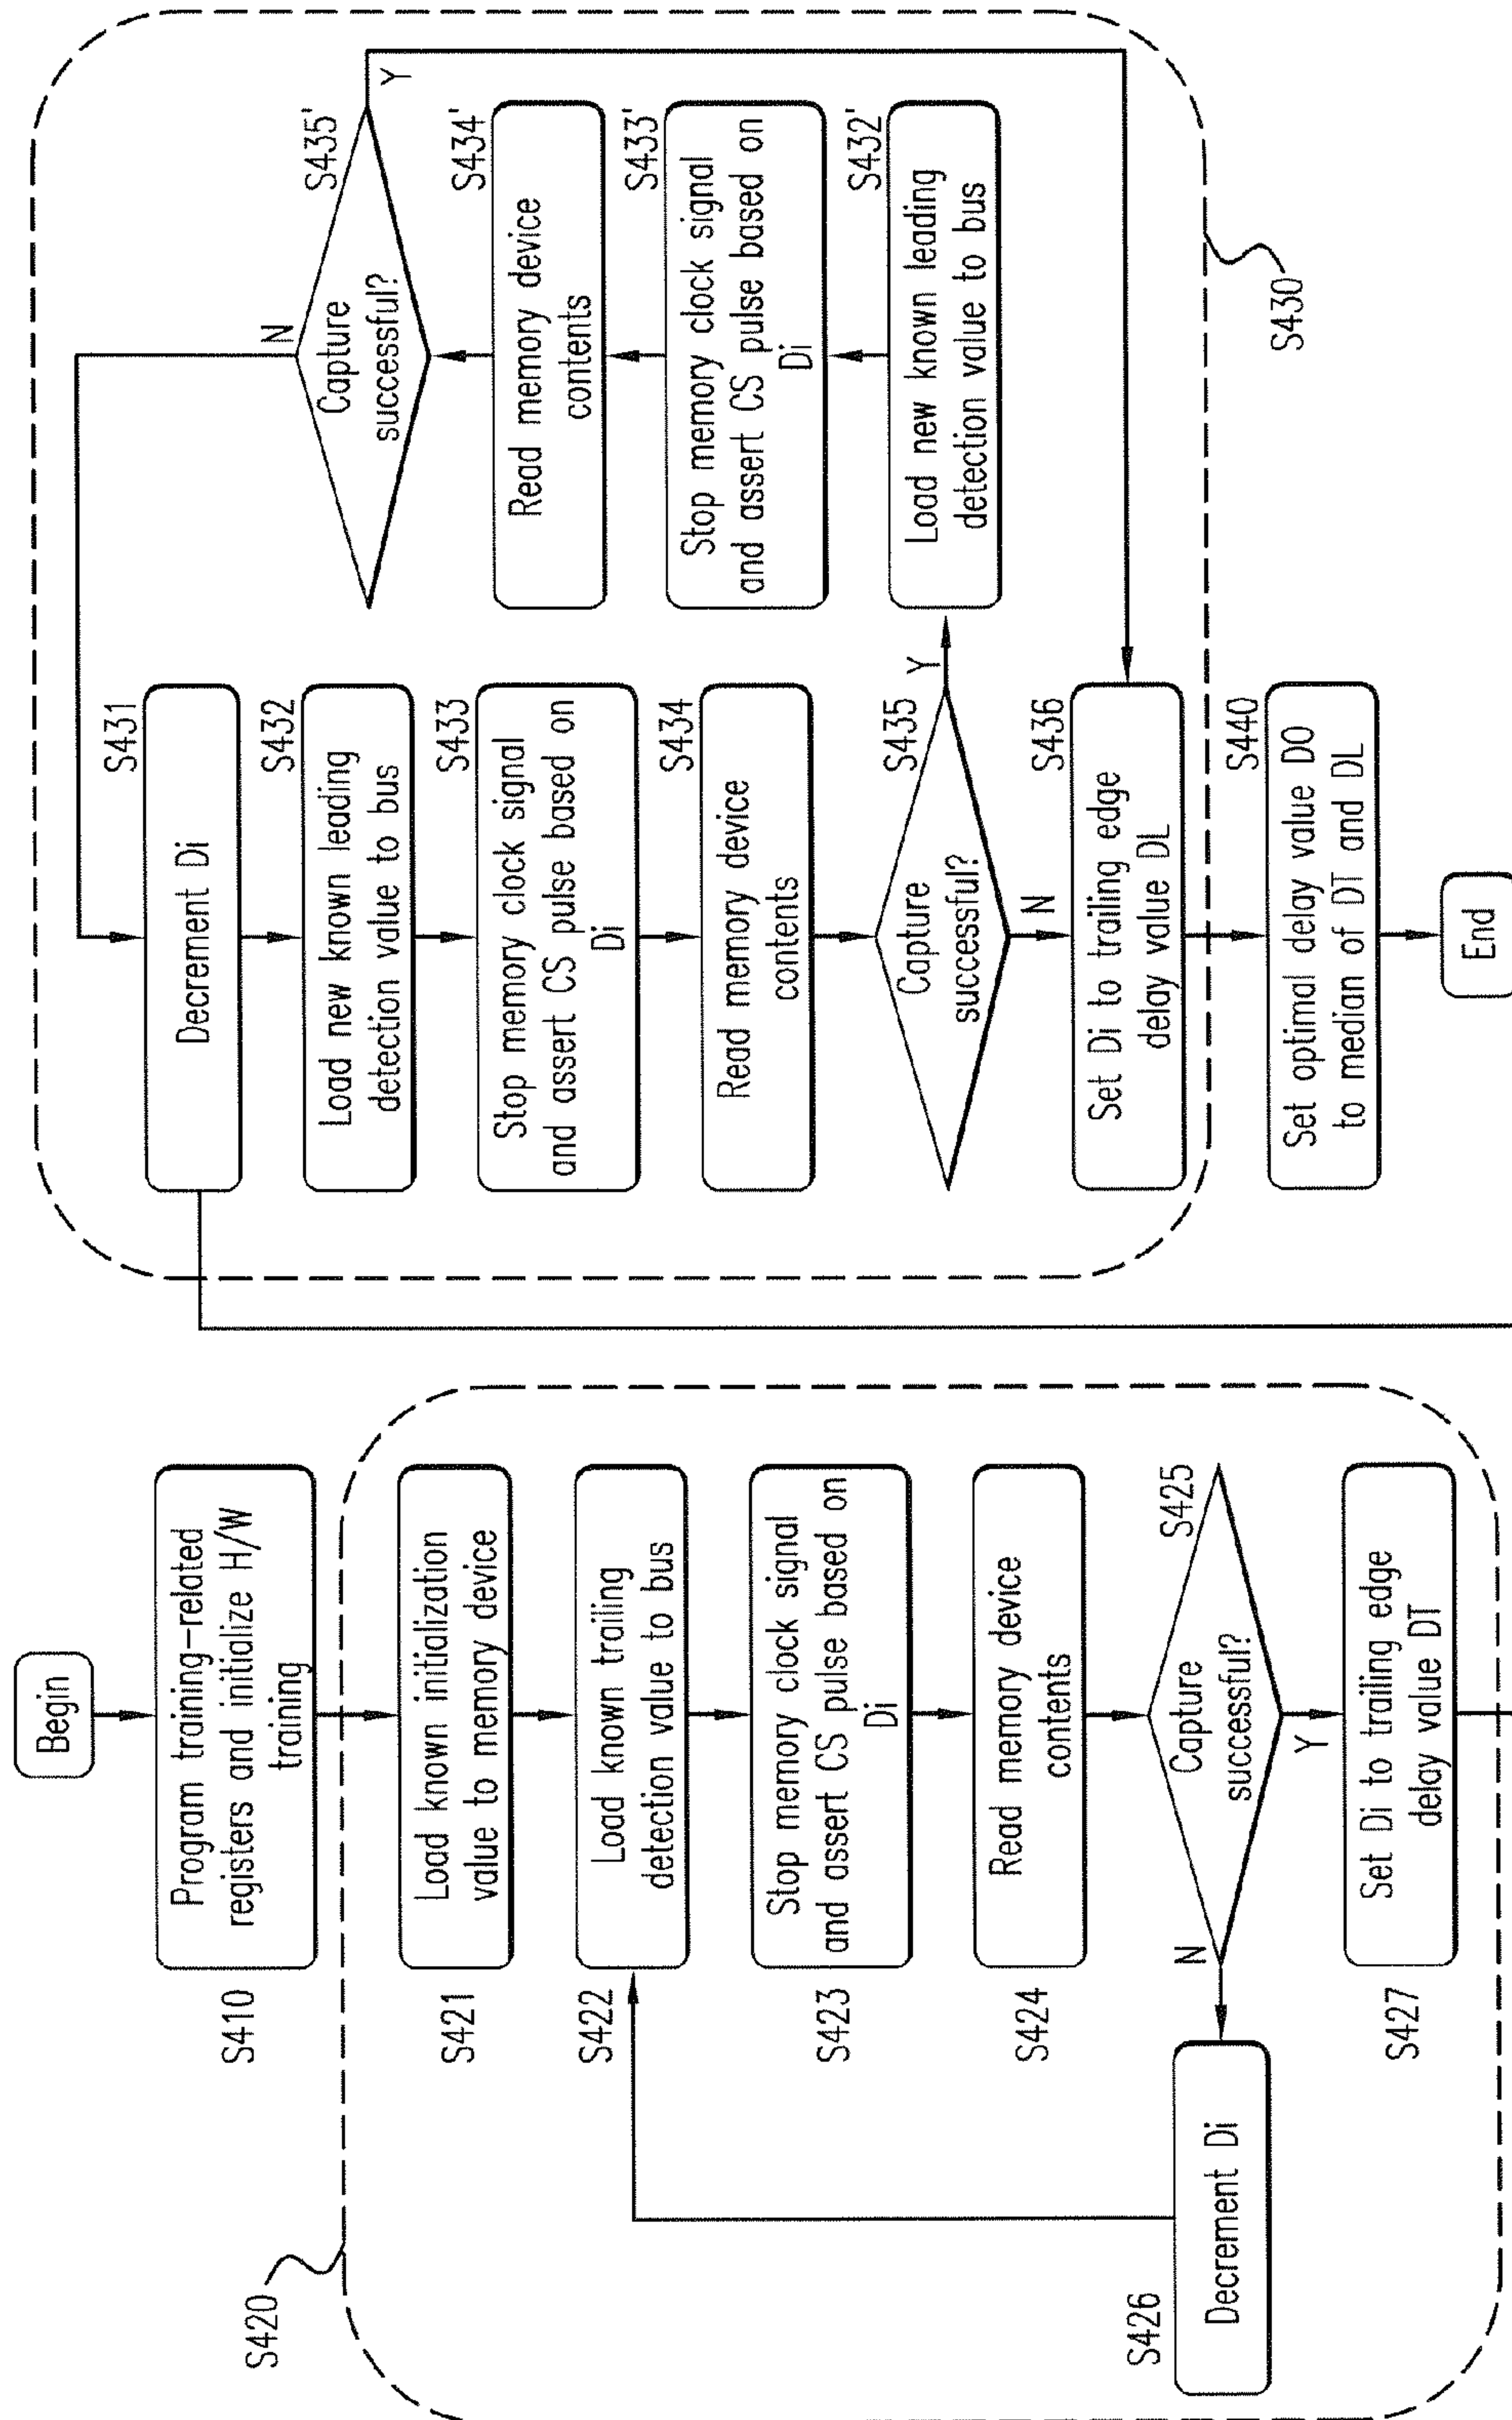 Begin
S410
Program training-related
registers and initialize H/W
training
S420
S421
Load known initialization
value to memory device
S422
Load known trailing
detection value to bus
S423
Stop memory clock signal
and assert CS pulse based on
Di
S424
Read memory device
contents
S425
Capture
successful?
N
Y
S426
Decrement Di
S427
Set Di to trailing edge
delay value DT
S430
S431
Decrement Di
S432
Load new known leading
detection value to bus
S433
Stop memory clock signal
and assert CS pulse based on
Di
S434
Read memory device
contents
S435
Capture
successful?
Y
N
S436
Set Di to trailing edge
delay value DL
S432'
Load new known leading
detection value to bus
S433'
Stop memory clock signal
and assert CS pulse based on
Di
S434'
Read memory device
contents
S435'
Capture
successful?
N
Y
S440
Set optimal delay value DO
to median of DT and DL
End